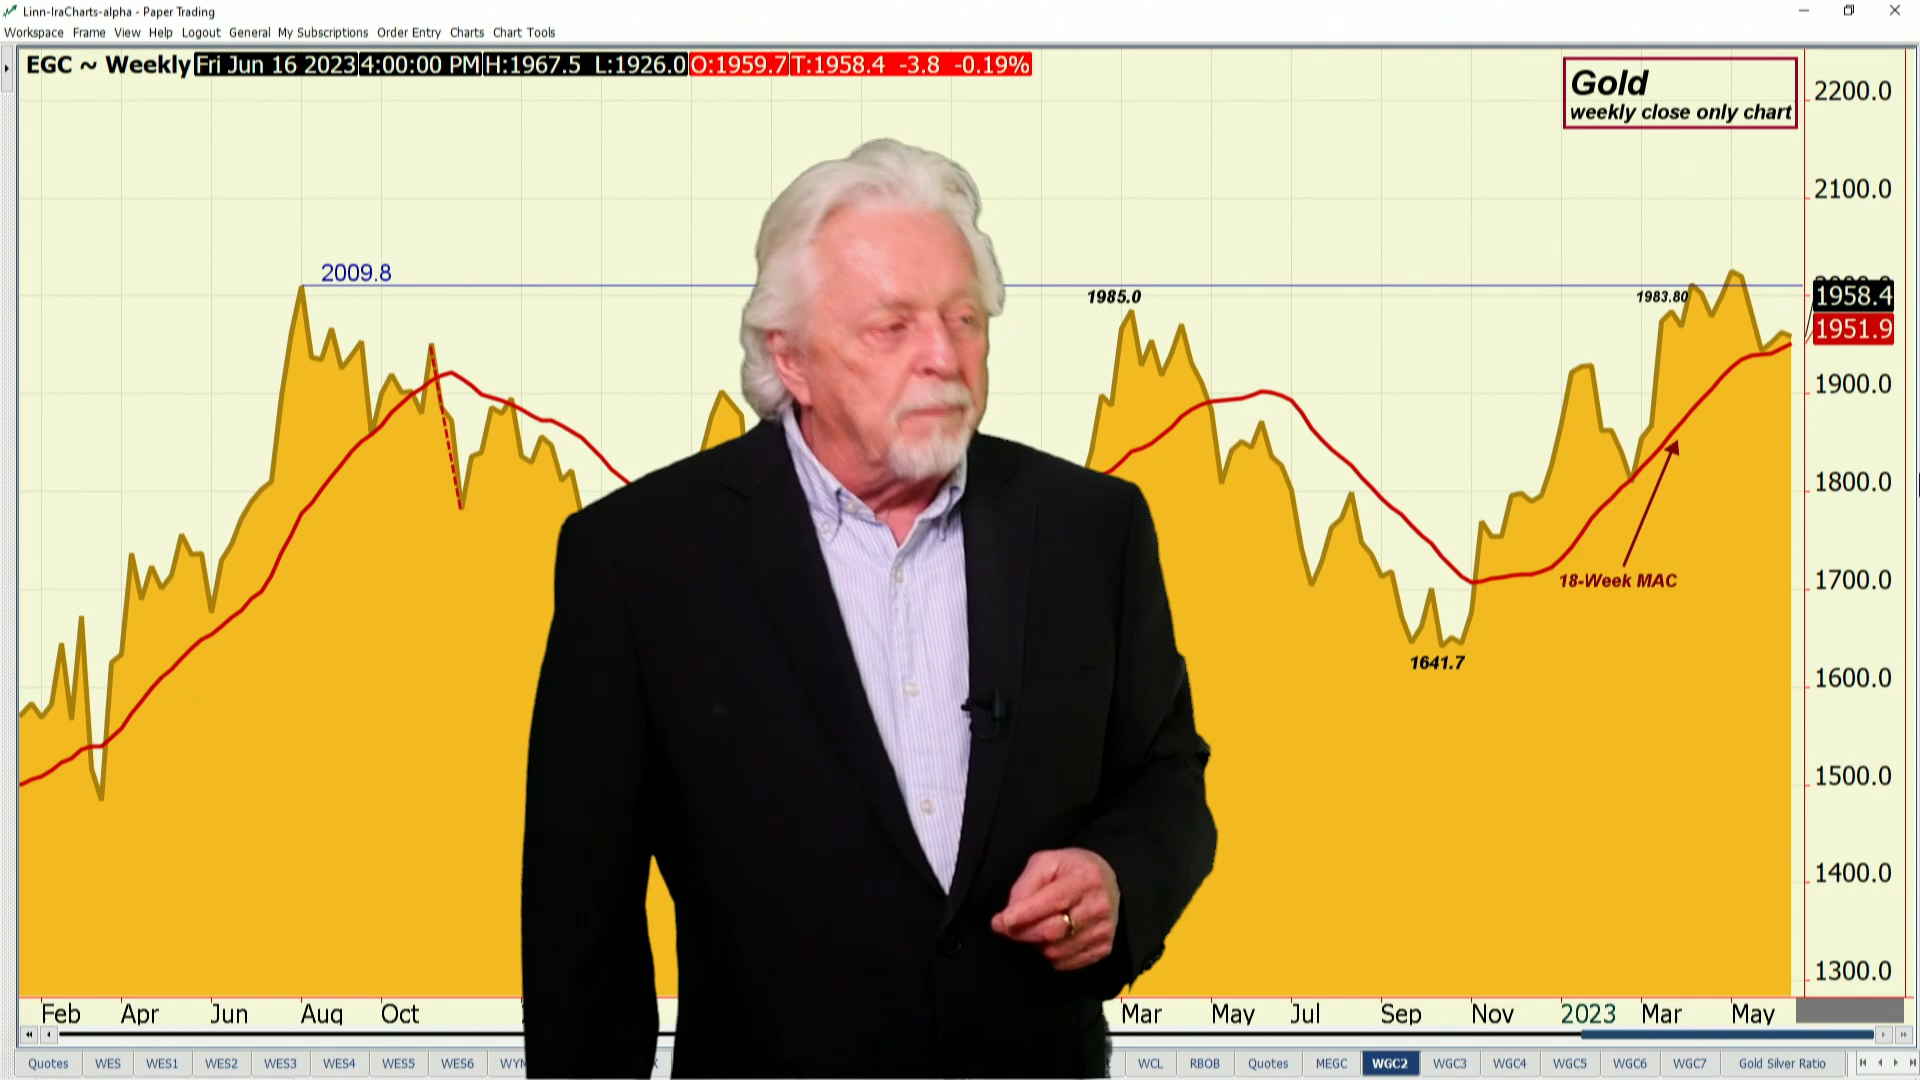 Linn-IraCharts-alpha - Paper Trading
Workspace Frame View Help Logout General My Subscriptions Order Entry Charts Chart Tools
EGC ~ Weekly Fri Jun 16 2023 4:00:00 PM H:1967.5 L:1926.0 O:1959.7 T:1958.4 -3.8 -0.19%
Gold
weekly close only chart
2200.0
2100.0
2009.8
1985.0
1983.80
1958.4
1951.9
1900.0
1800.0
1700.0
18-Week MAC
1641.7
1600.0
1500.0
1400.0
1300.0
Feb Apr Jun Aug Oct Mar May Jul Sep Nov 2023 Mar May
Quotes WES WES1 WES2 WES3 WES4 WES5 WES6 WCL RBOB Quotes MEGC WGC2 WGC3 WGC4 WGC5 WGC6 WGC7 Gold Silver Ratio